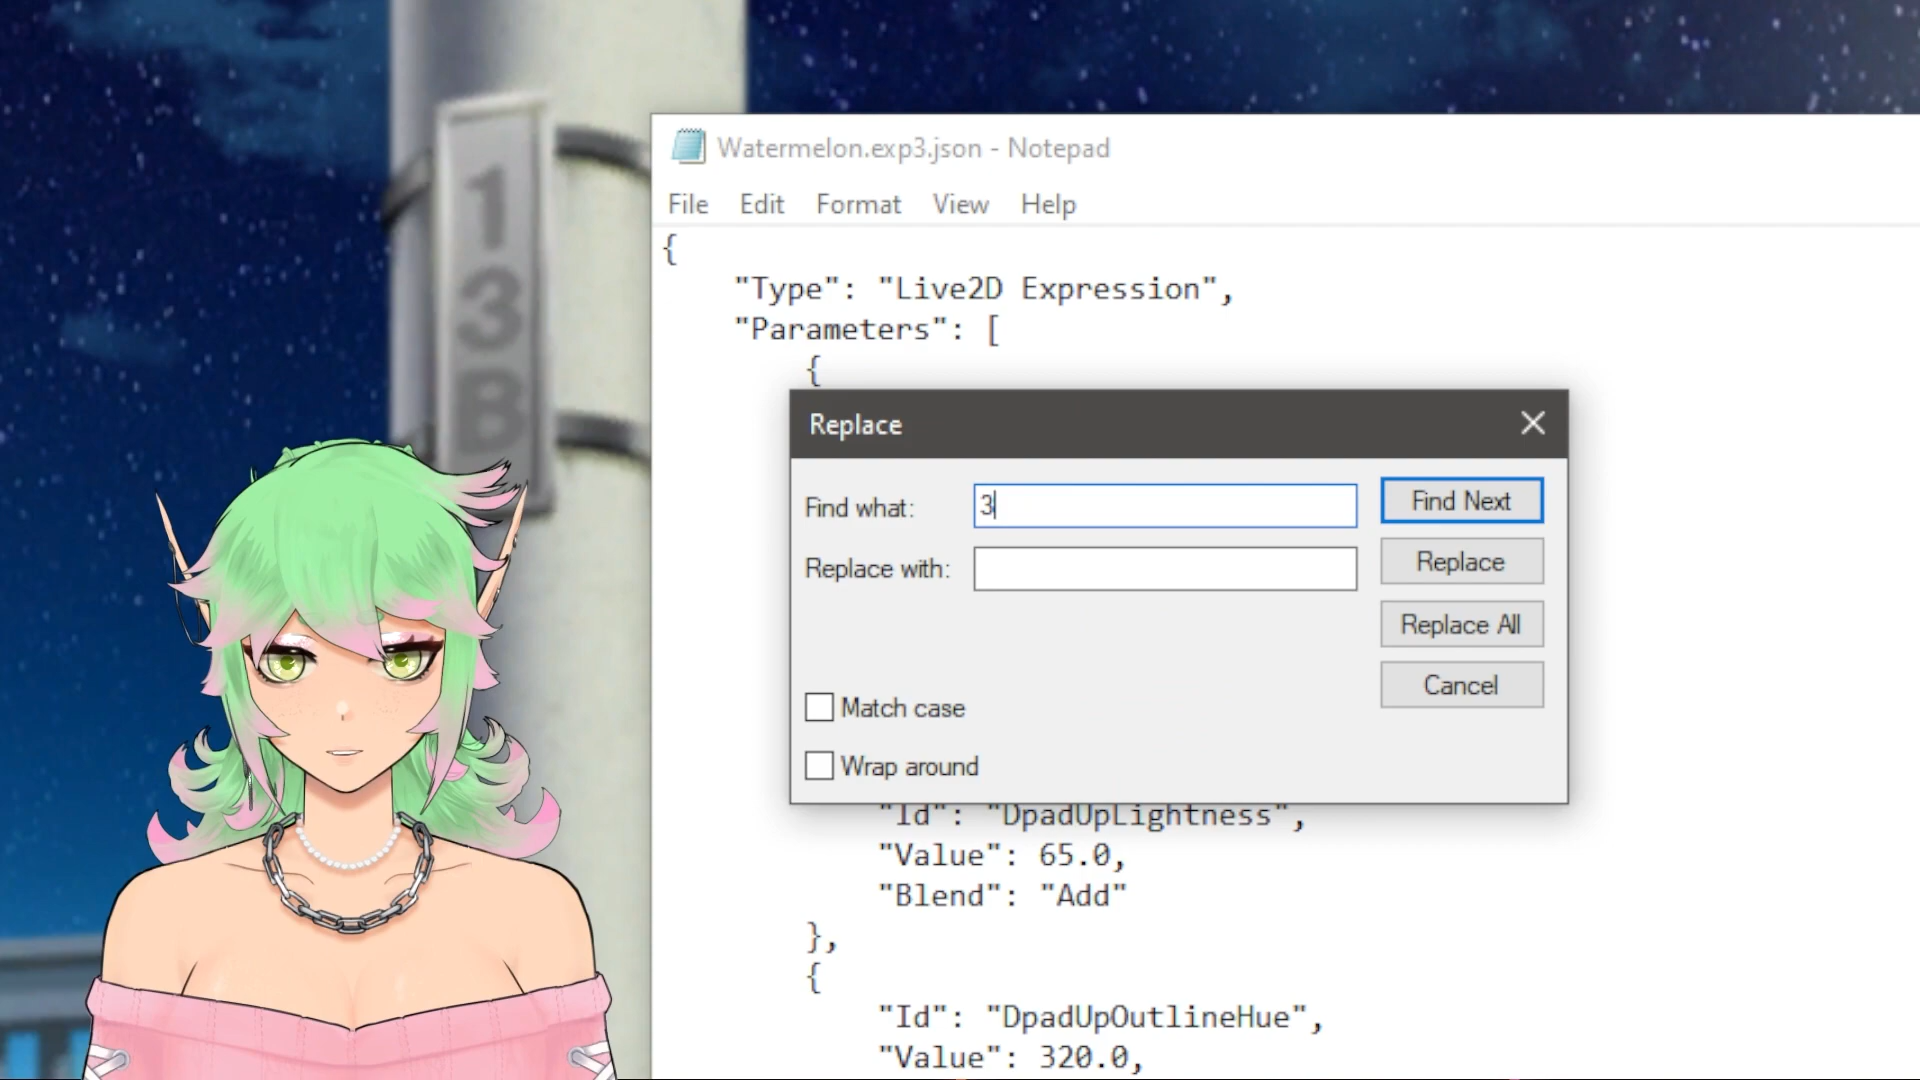 1
3
B
Watermelon.exp3.json - Notepad
File Edit Format View Help
{
"Type": "Live2D Expression",
"Parameters": [
{
Replace
Find what: 3
Find Next
Replace with:
Replace
Replace All
Cancel
Match case
Wrap around
"Id": "DpadUpLightness",
"Value": 65.0,
"Blend": "Add"
},
{
"Id": "DpadUpOutlineHue",
"Value": 320.0,